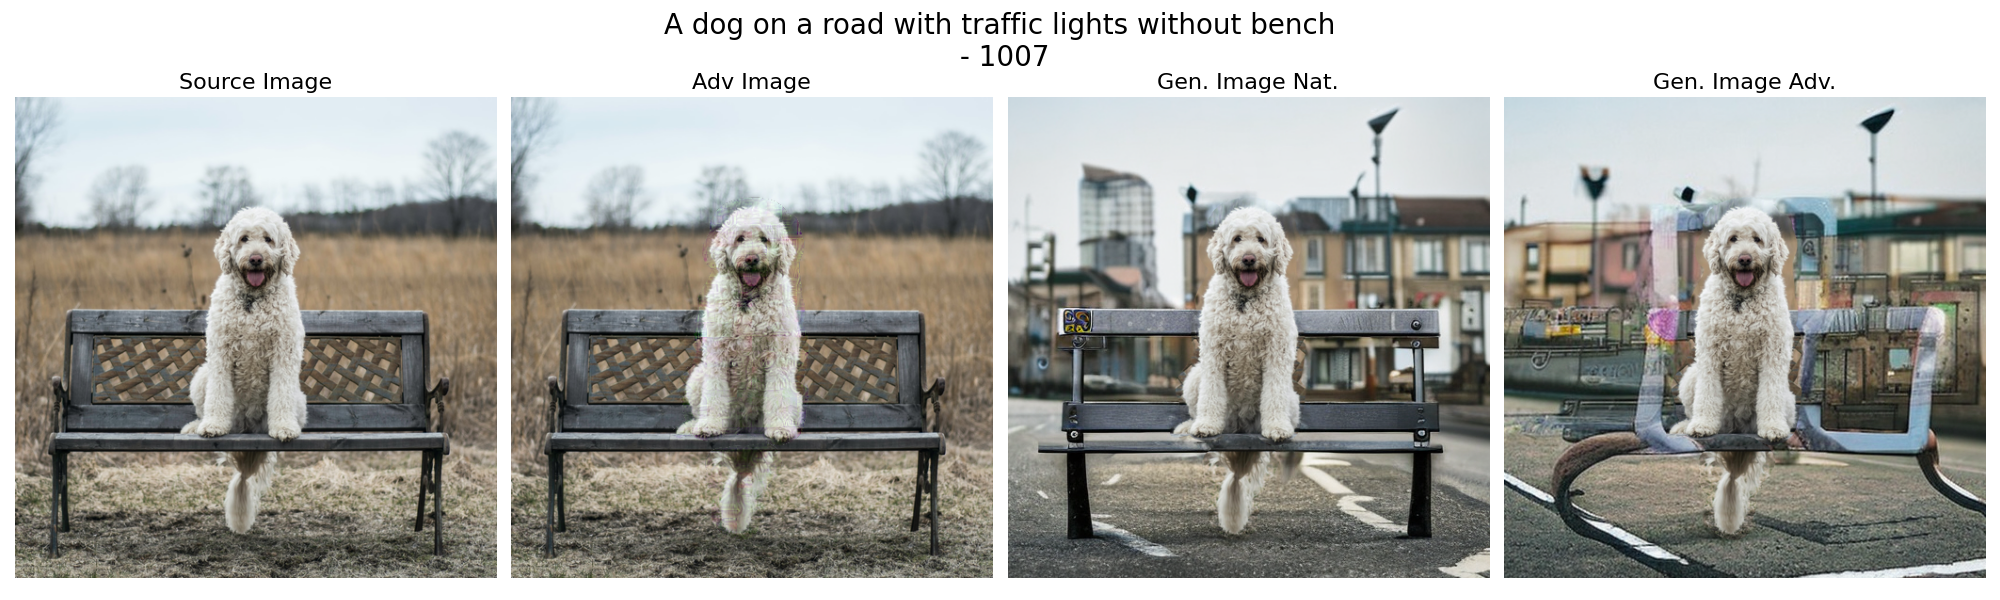 A dog on a road with traffic lights without bench
- 1007
Source Image
Adv Image
Gen. Image Nat.
Gen. Image Adv.